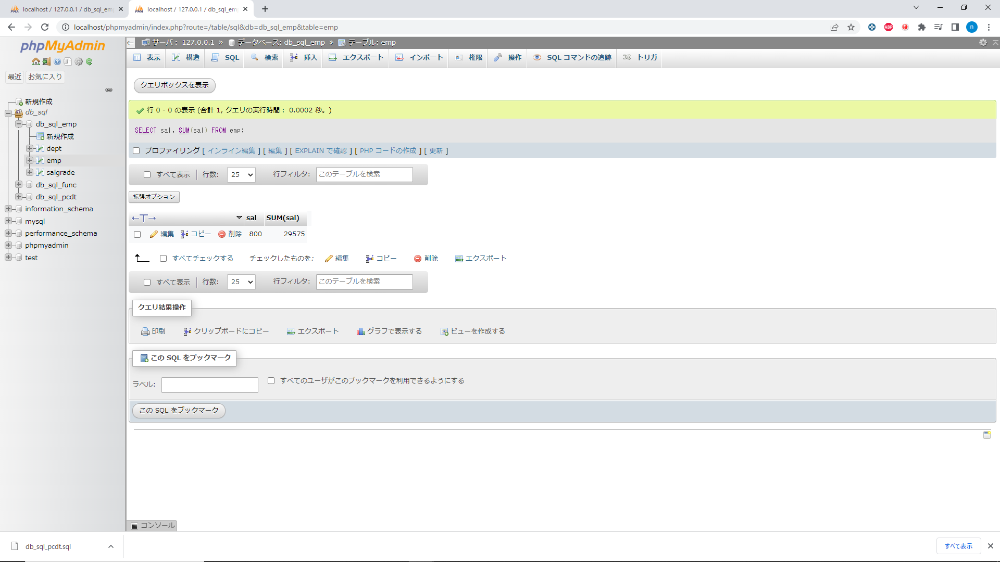 localhost / 127.0.0.1 / db_sql_emp
localhost / 127.0.0.1 / db_sql_emp
localhost/phpmyadmin/index.php?route=/table/sql&db=db_sql_emp&table=emp
ABP
n
phpMyAdmin
最近
お気に入り
新規作成
db_sql
db_sql_emp
新規作成
dept
emp
salgrade
db_sql_func
db_sql_pcdt
information_schema
mysql
performance_schema
phpmyadmin
test
サーバ： 127.0.0.1 » データベース: db_sql_emp » テーブル: emp
表示 構造 SQL 検索 挿入 エクスポート インポート 権限 操作 SQL コマンドの追跡 トリガ
クエリボックスを表示
行 0 - 0 の表示 (合計 1, クエリの実行時間： 0.0002 秒。)
SELECT sal, SUM(sal) FROM emp;
プロファイリング [ インライン編集 ] [ 編集 ] [ EXPLAIN で確認 ] [ PHP コードの作成 ] [ 更新 ]
すべて表示 行数: 25 行フィルタ: このテーブルを検索
拡張オプション
←T→ sal SUM(sal)
編集 コピー 削除 800 29575
すべてチェックする チェックしたものを: 編集 コピー 削除 エクスポート
すべて表示 行数: 25 行フィルタ: このテーブルを検索
クエリ結果操作
印刷 クリップボードにコピー エクスポート グラフで表示する ビューを作成する
この SQL をブックマーク
ラベル: すべてのユーザがこのブックマークを利用できるようにする
この SQL をブックマーク
コンソール
db_sql_pcdt.sql
すべて表示